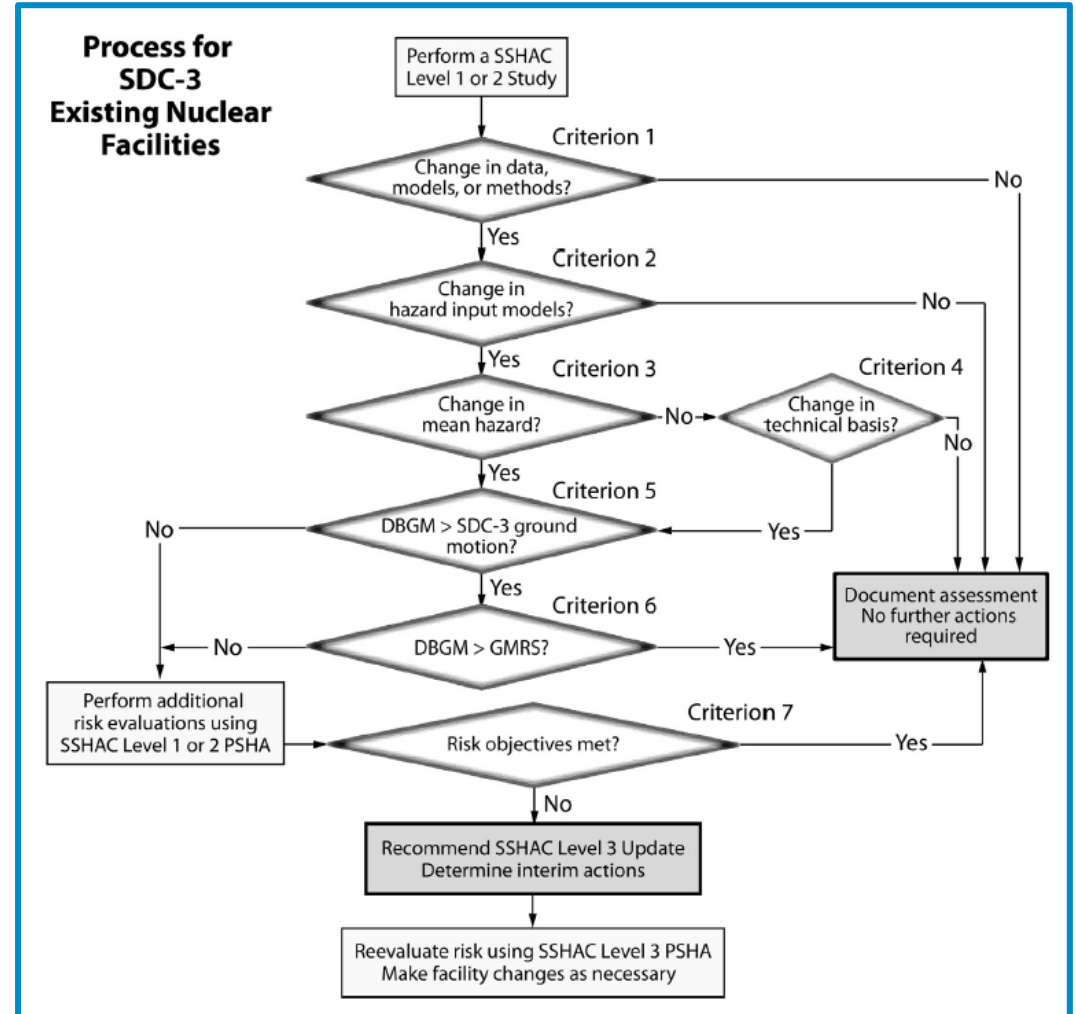 Process for
SDC-3
Existing Nuclear
Facilities
Perform a SSHAC
Level 1 or 2 Study
Criterion 1
Change in data,
models, or methods?
No
Yes
Criterion 2
Change in
hazard input models?
No
Yes
Criterion 3
Change in
mean hazard?
No
Criterion 4
Change in
technical basis?
No
Yes
Yes
Criterion 5
DBGM > SDC-3 ground
motion?
No
Yes
Criterion 6
DBGM > GMRS?
No
Yes
Document assessment
No further actions
required
Perform additional
risk evaluations using
SSHAC Level 1 or 2 PSHA
Criterion 7
Risk objectives met?
Yes
No
Recommend SSHAC Level 3 Update
Determine interim actions
Reevaluate risk using SSHAC Level 3 PSHA
Make facility changes as necessary